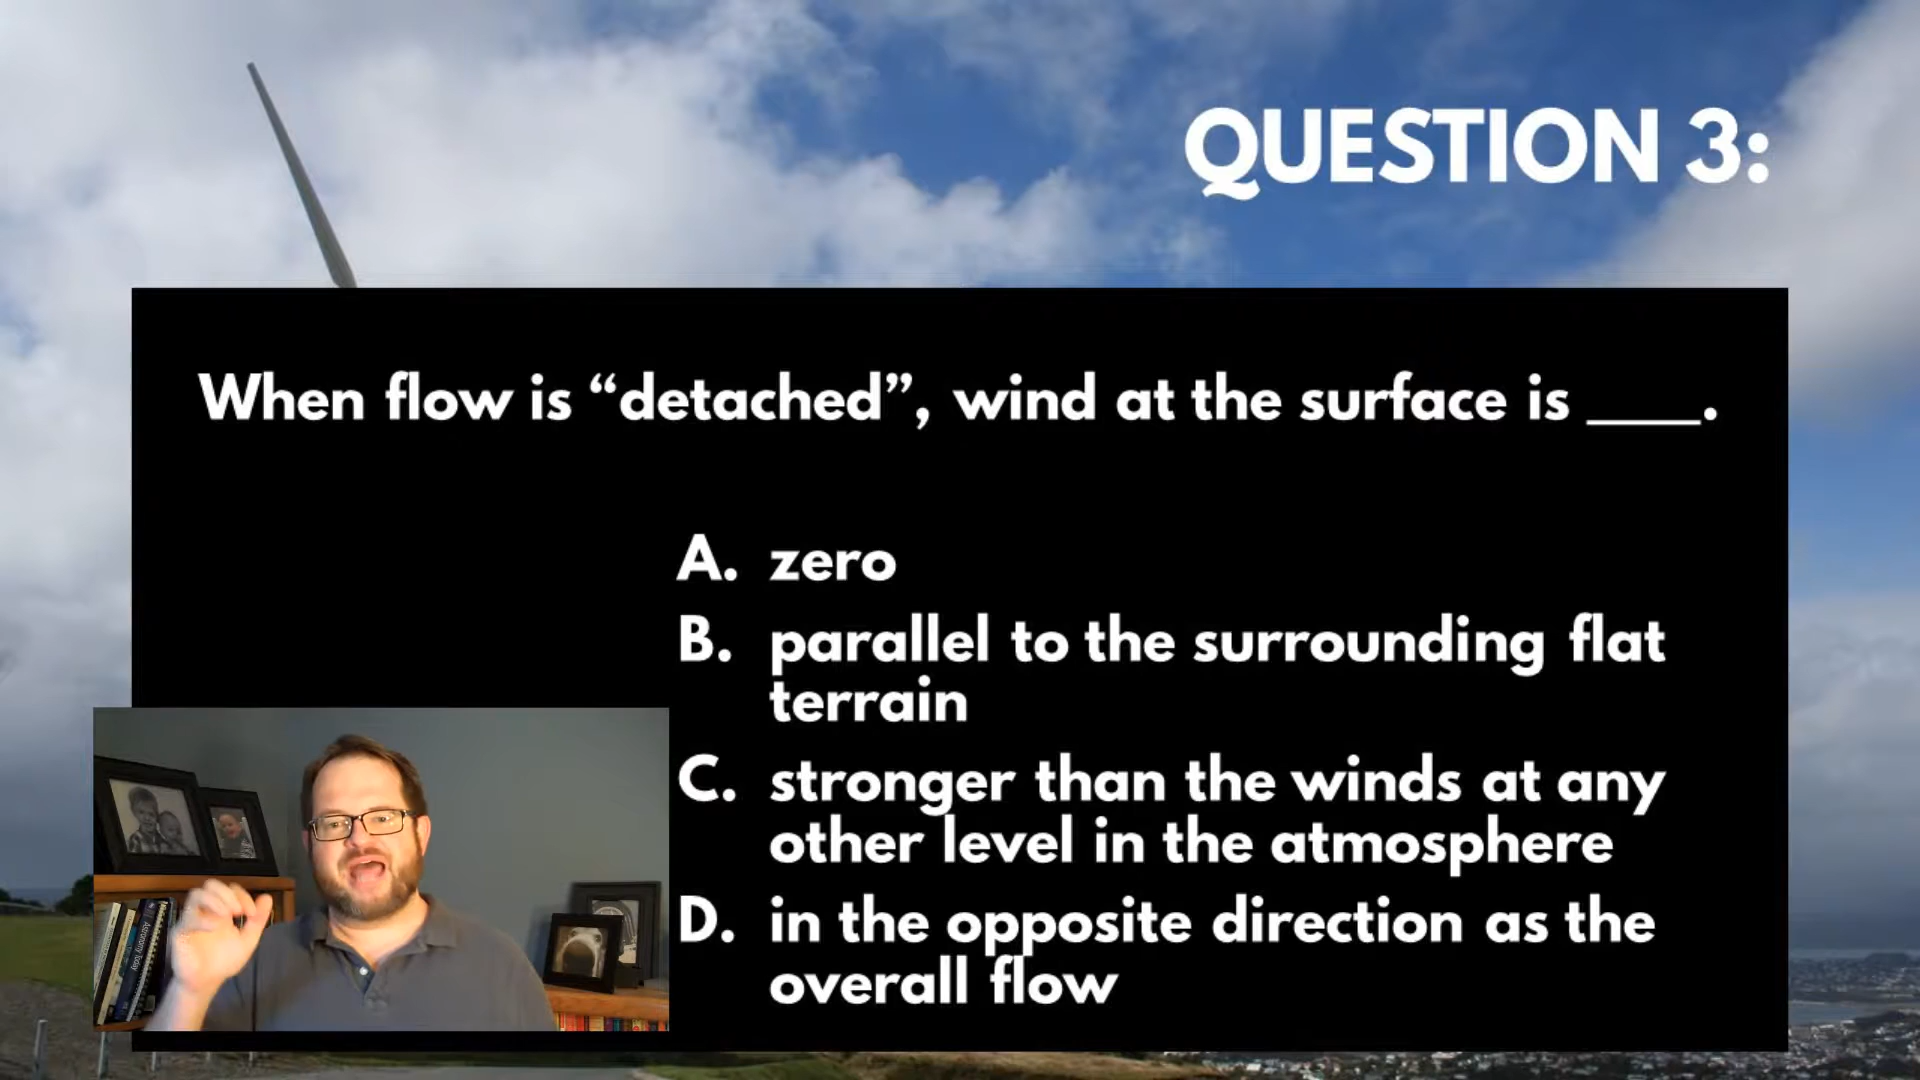 QUESTION 3:
When flow is “detached”, wind at the surface is ____.
A. zero
B. parallel to the surrounding flat
terrain
C. stronger than the winds at any
other level in the atmosphere
D. in the opposite direction as the
overall flow
Astronomy Today